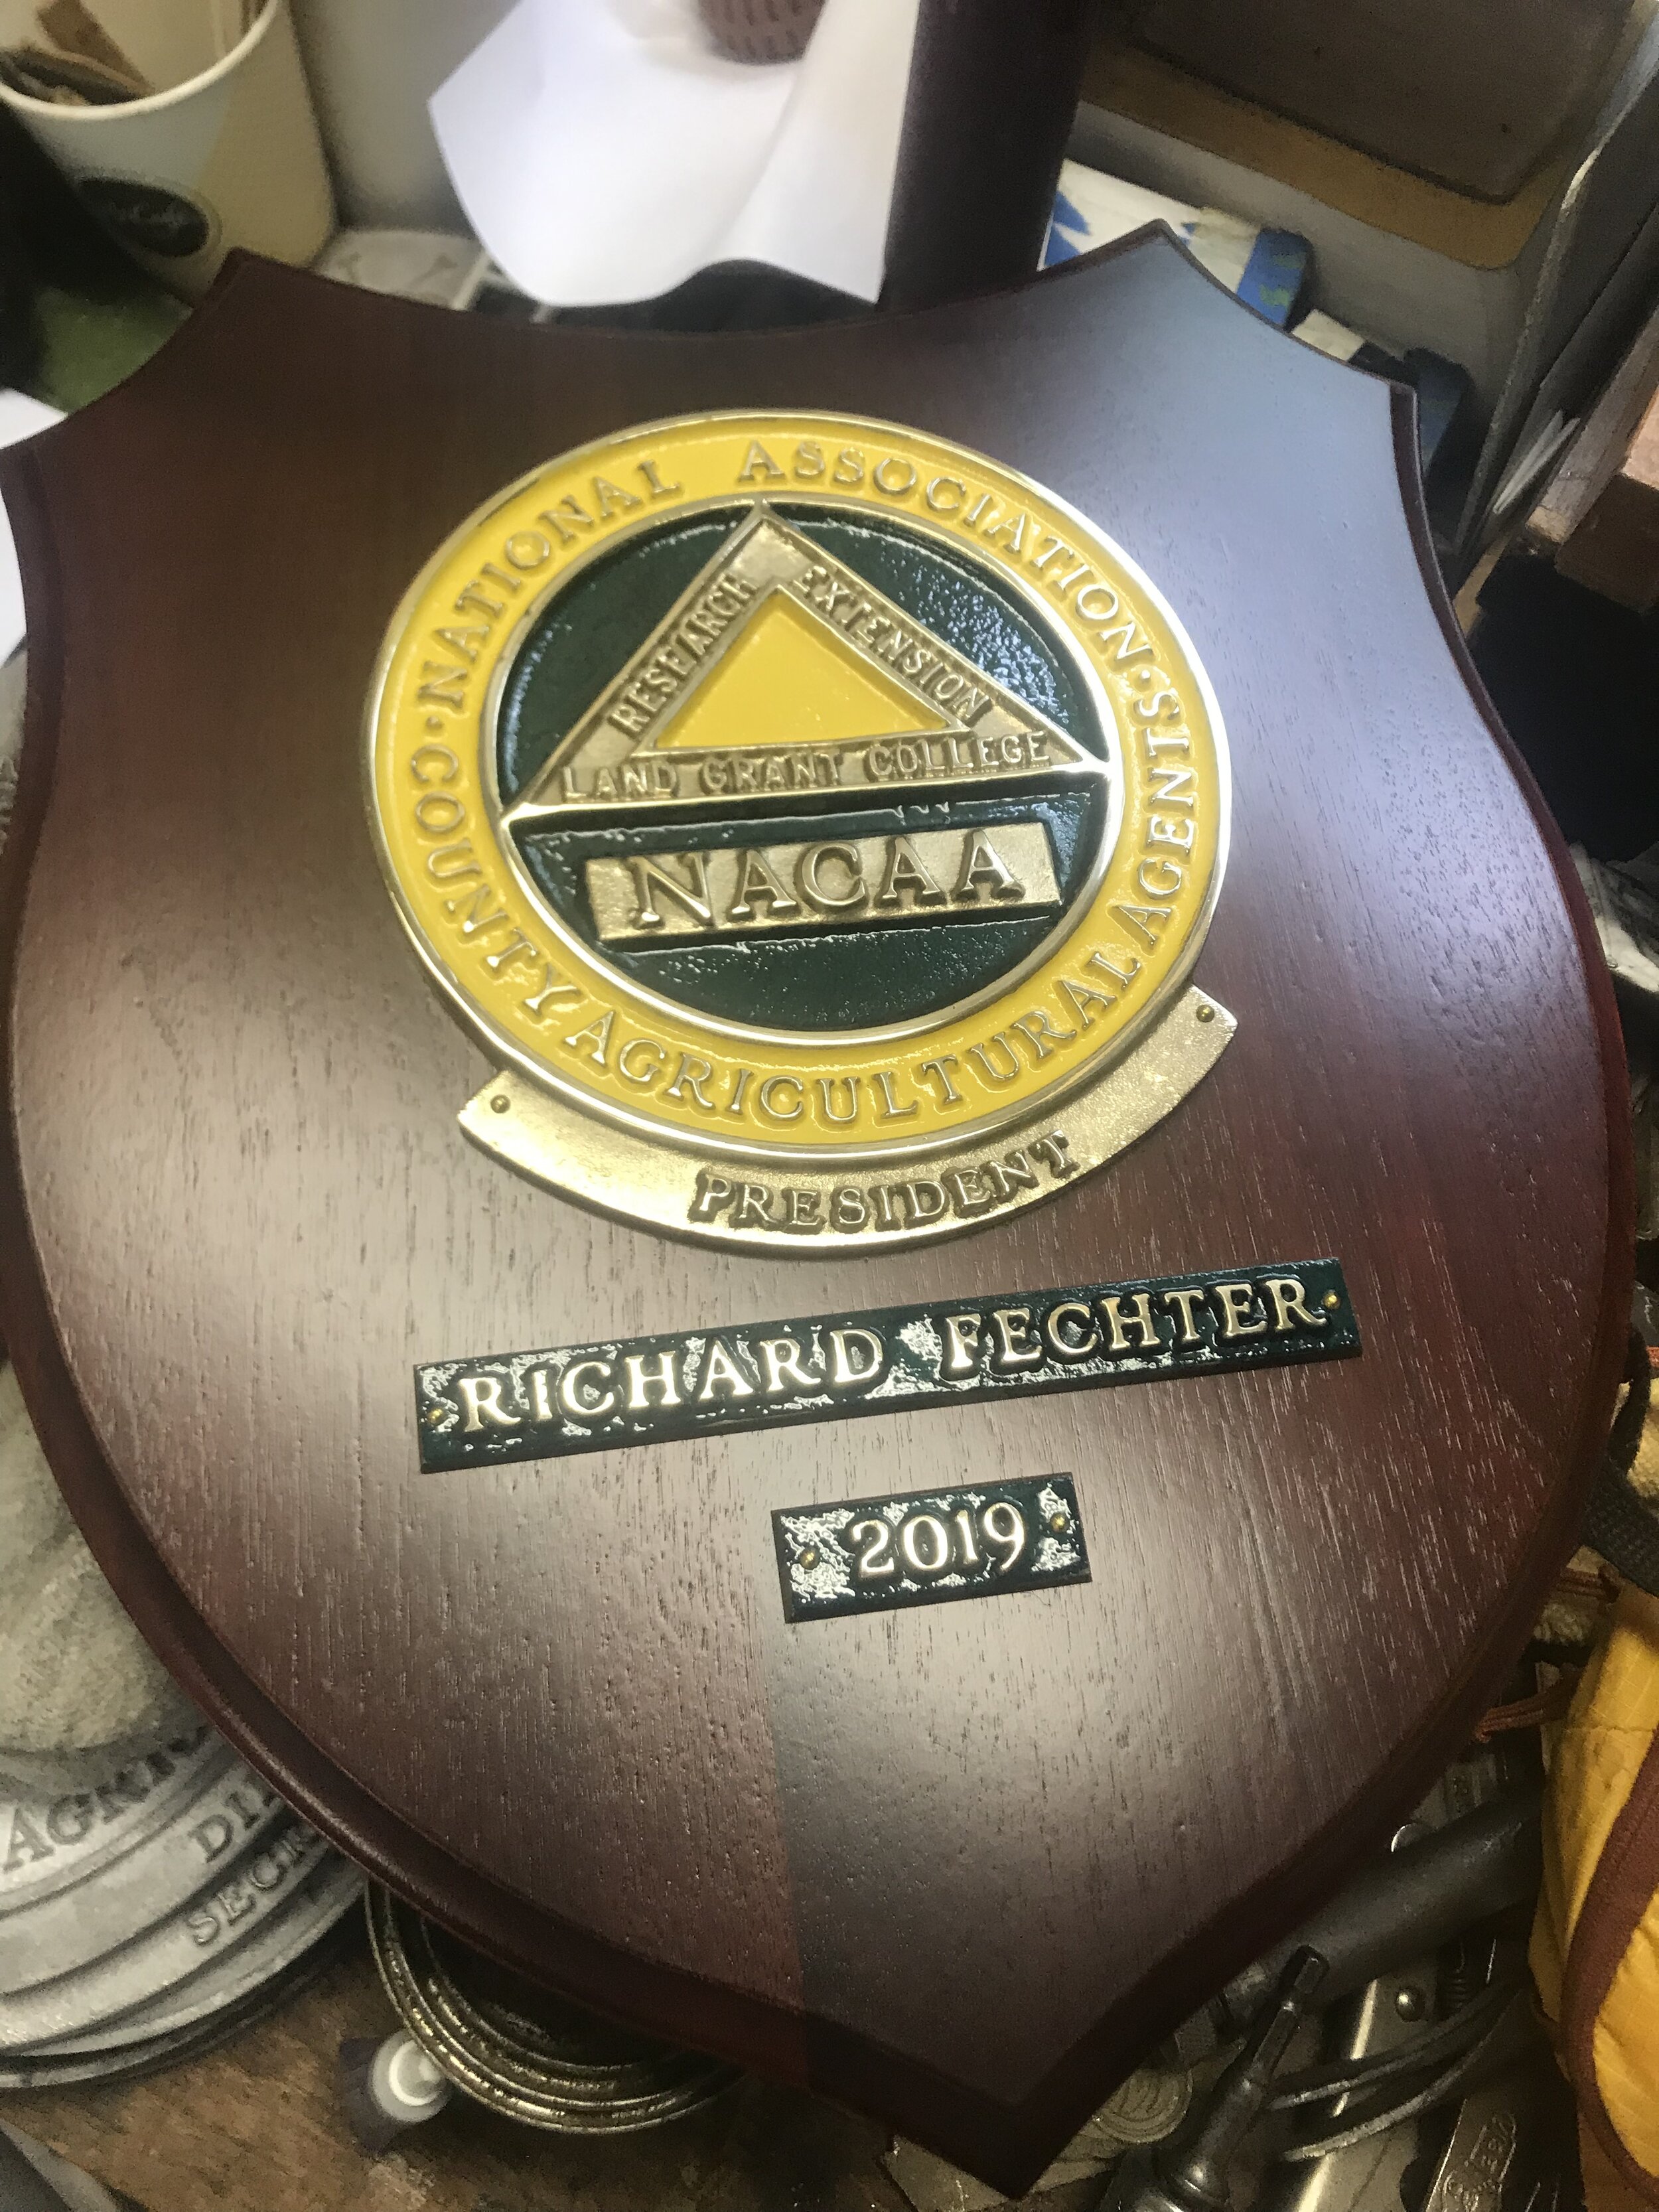 NATIONAL ASSOCIATION
· COUNTY AGRICULTURAL AGENTS ·
RESEARCH
EXTENSION
LAND GRANT COLLEGE
NACAA
PRESIDENT
RICHARD FECHTER
2019